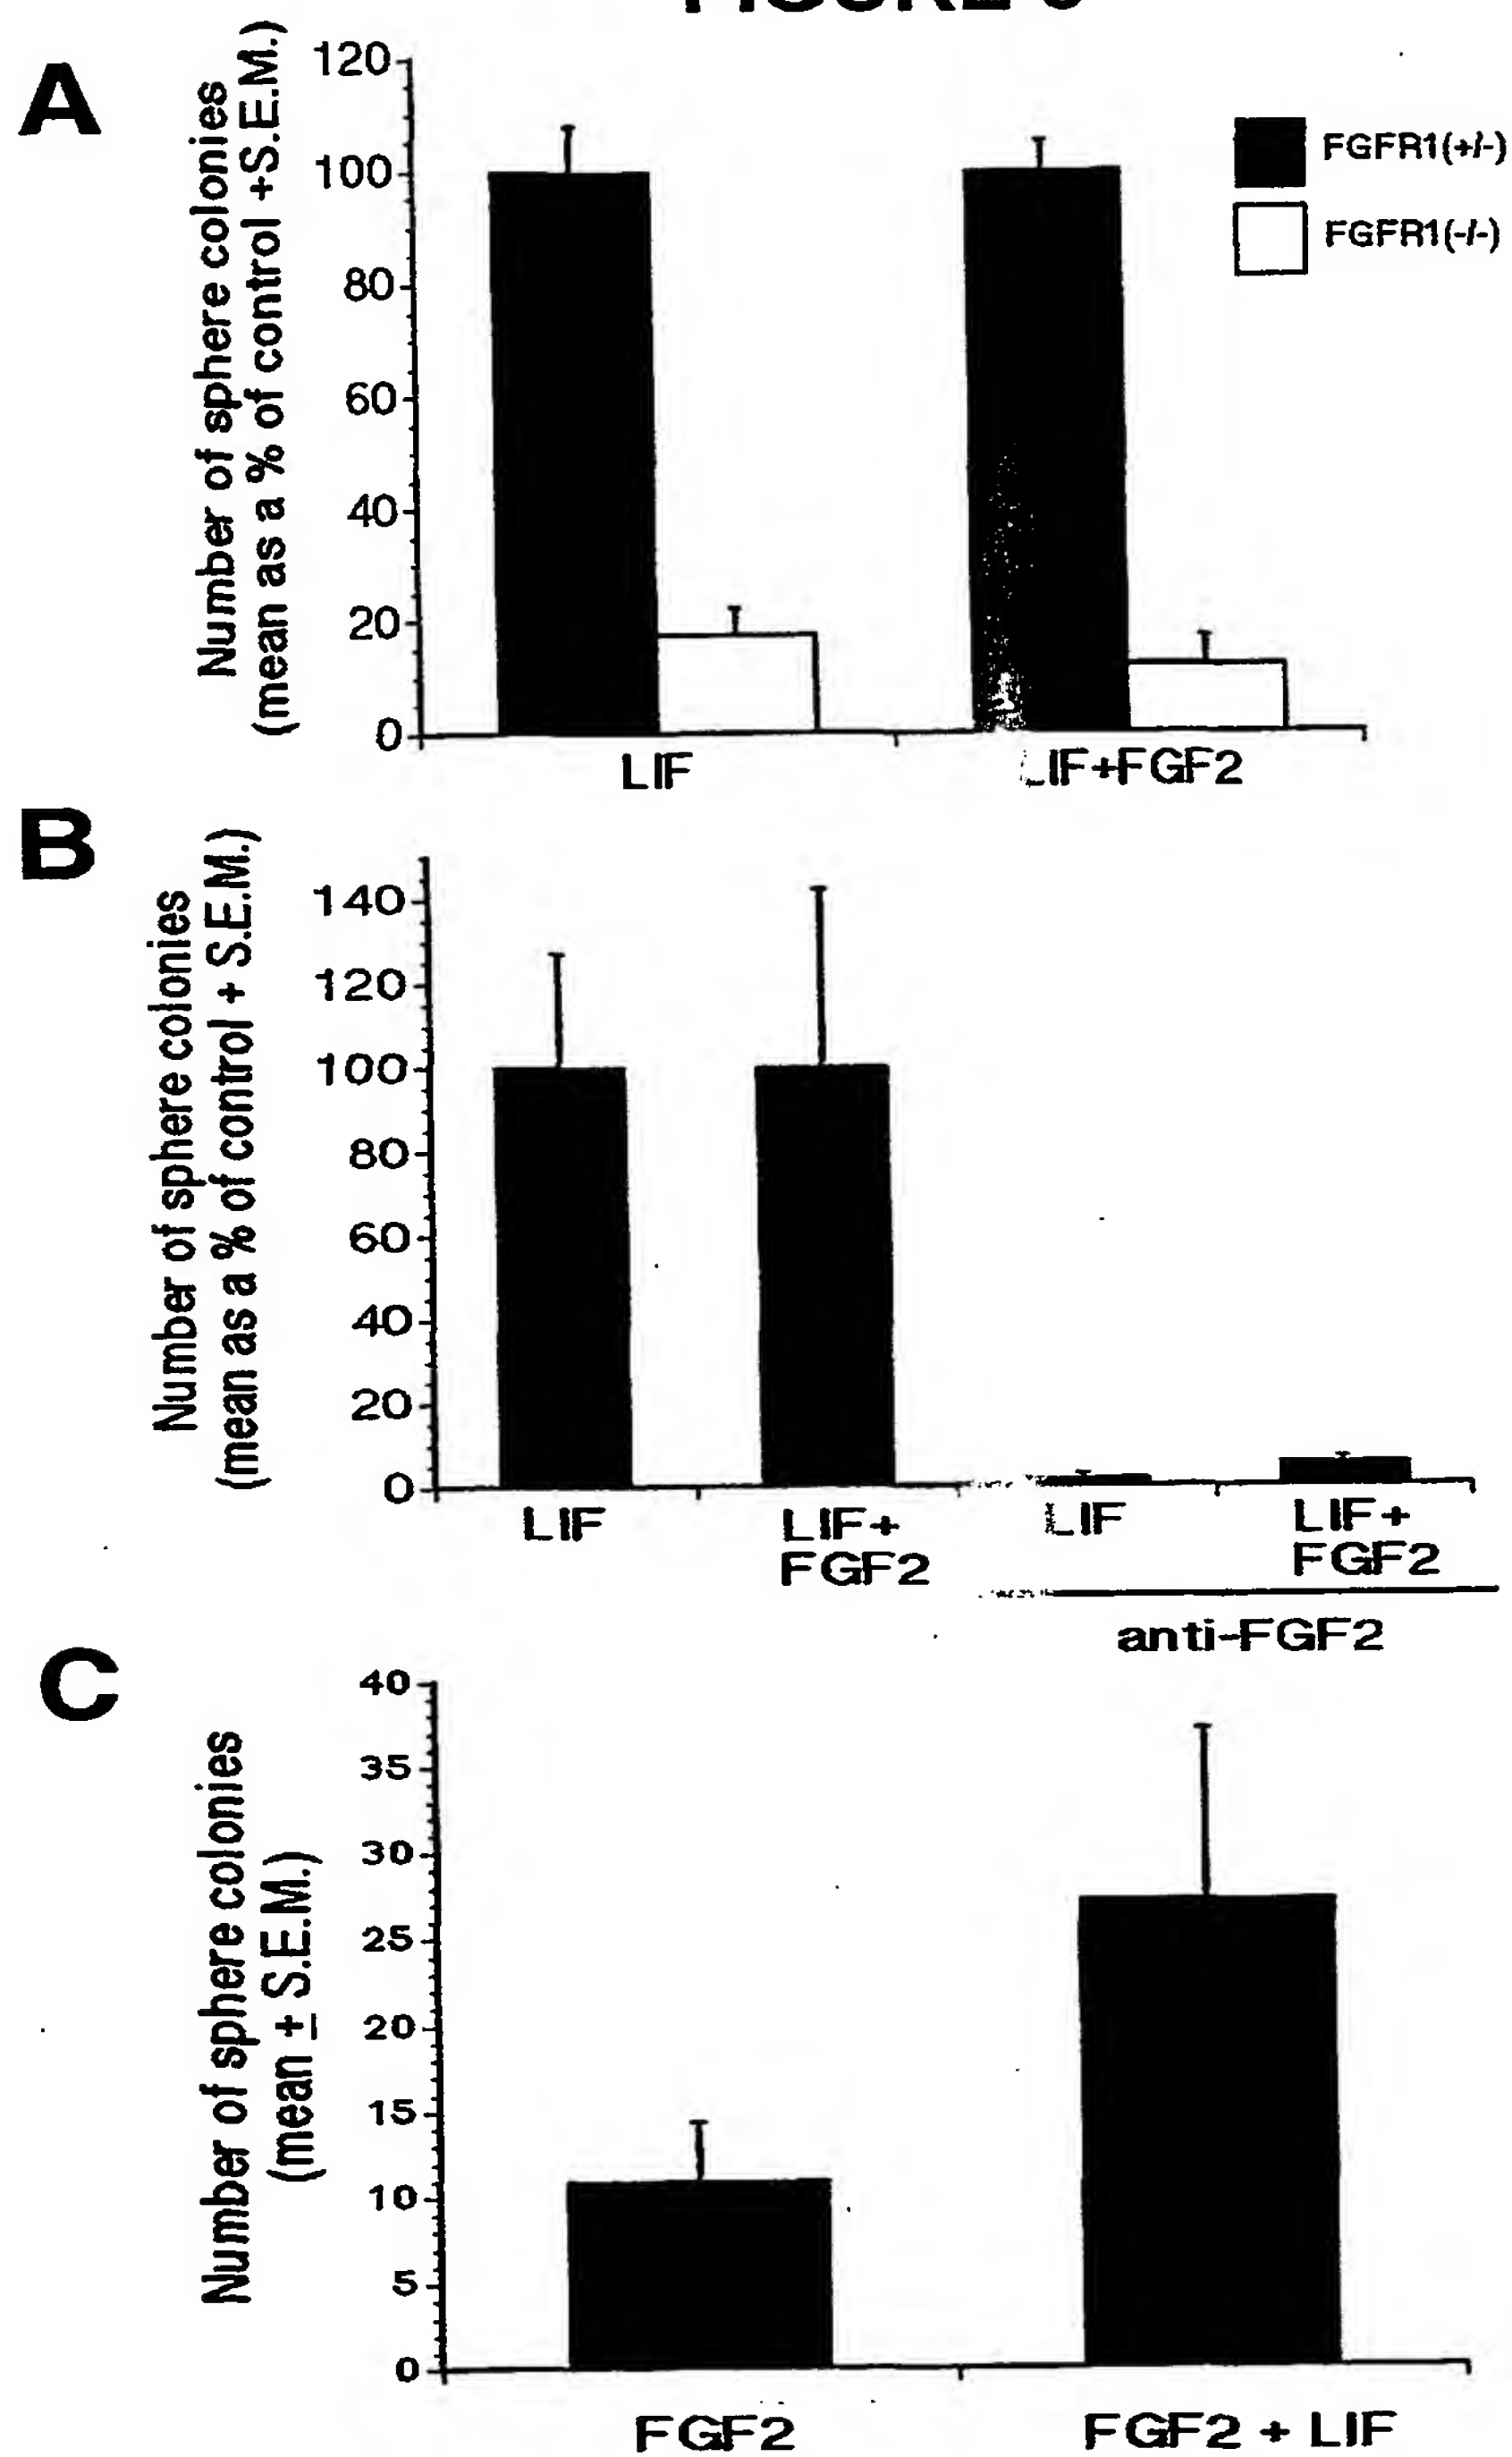 A
Number of sphere colonies
(mean as a % of control +S.E.M.)
120
100
80
60
40
20
0
FGFR1(+/-)
FGFR1(-/-)
LIF
LIF+FGF2
B
Number of sphere colonies
(mean as a % of control + S.E.M.)
140
120
100
80
60
40
20
0
LIF
LIF+
FGF2
LIF
LIF+
FGF2
anti-FGF2
C
Number of sphere colonies
(mean ± S.E.M.)
40
35
30
25
20
15
10
5
0
FGF2
FGF2 + LIF